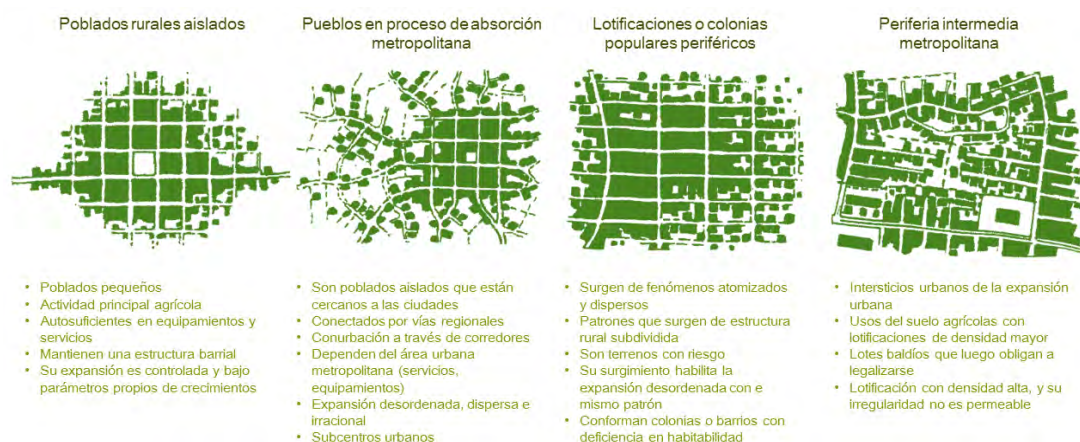 Poblados rurales aislados
• Poblados pequeños
• Actividad principal agrícola
• Autosuficientes en equipamientos y
servicios
• Mantienen una estructura barrial
• Su expansión es controlada y bajo
parámetros propios de crecimientos
Pueblos en proceso de absorción
metropolitana
• Son poblados aislados que están
cercanos a las ciudades
• Conectados por vías regionales
• Conurbación a través de corredores
• Dependen del área urbana
metropolitana (servicios,
equipamientos)
• Expansión desordenada, dispersa e
irracional
• Subcentros urbanos
Lotificaciones o colonias
populares periféricos
• Surgen de fenómenos atomizados
y dispersos
• Patrones que surgen de estructura
rural subdividida
• Son terrenos con riesgo
• Su surgimiento habilita la
expansión desordenada con e
mismo patrón
• Conforman colonias o barrios con
deficiencia en habitabilidad
Periferia intermedia
metropolitana
• Intersticios urbanos de la expansión
urbana
• Usos del suelo agrícolas con
lotificaciones de densidad mayor
• Lotes baldíos que luego obligan a
legalizarse
• Lotificación con densidad alta, y su
irregularidad no es permeable